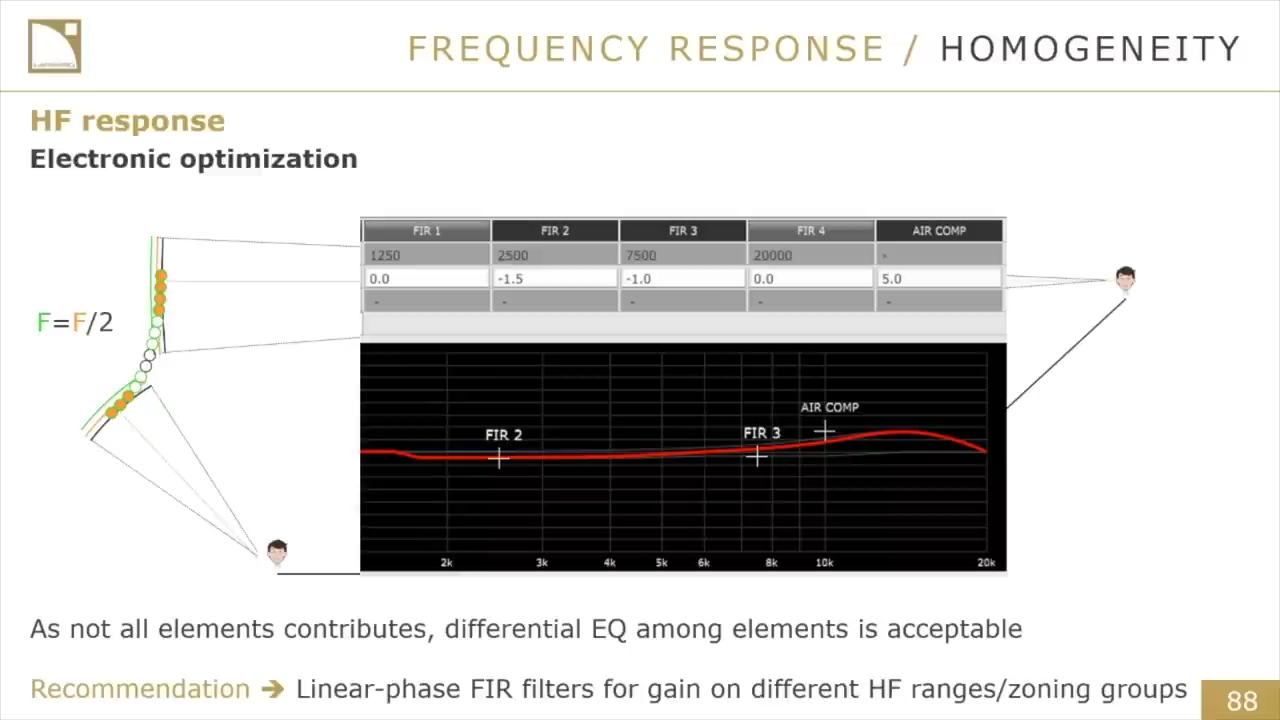 FREQUENCY RESPONSE / HOMOGENEITY
HF response
Electronic optimization
FIR 1 FIR 2 FIR 3 FIR 4 AIR COMP
1250 2500 7500 20000 -
0.0 -1.5 -1.0 0.0 5.0
- - - - -
F=F/2
AIR COMP
FIR 2 FIR 3
2k 3k 4k 5k 6k 8k 10k 20k
As not all elements contributes, differential EQ among elements is acceptable
Recommendation ➔ Linear-phase FIR filters for gain on different HF ranges/zoning groups
88